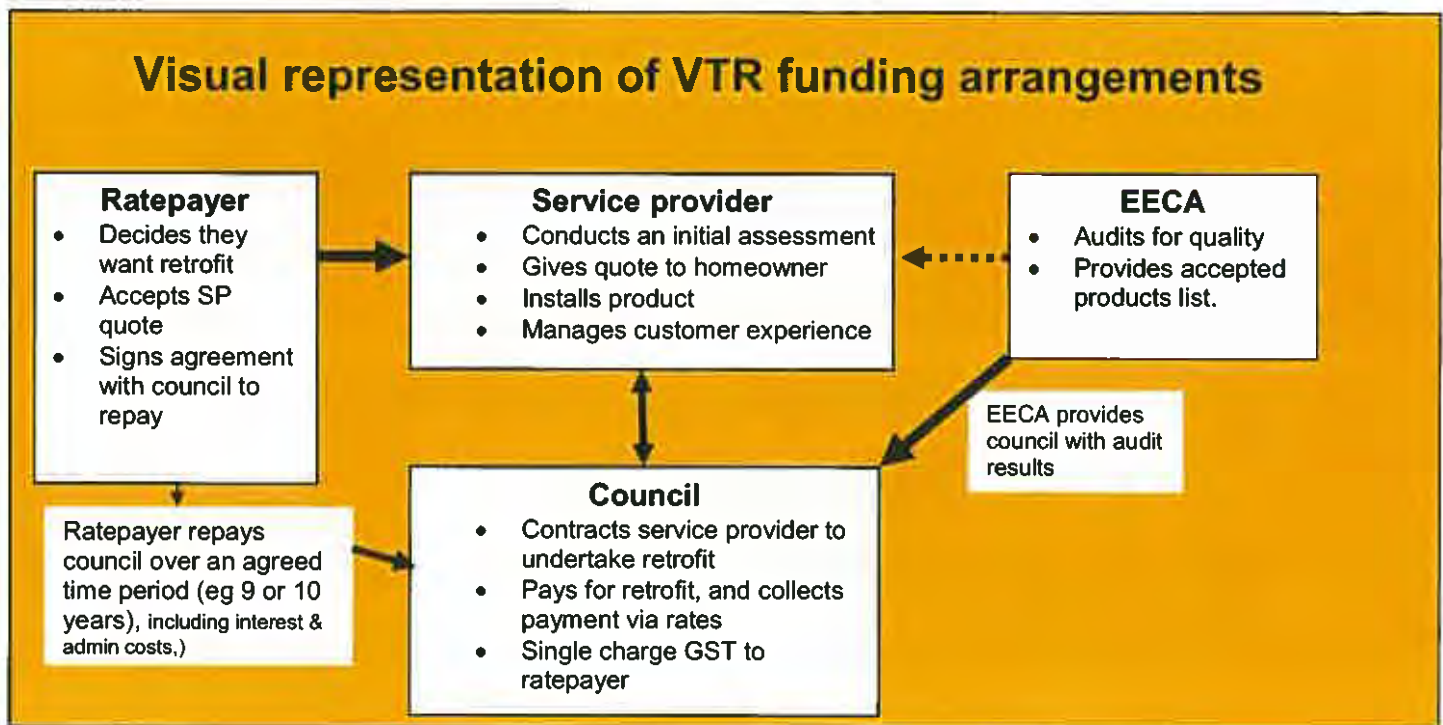 Visual representation of VTR funding arrangements
Ratepayer
• Decides they
want retrofit
• Accepts SP
quote
• Signs agreement
with council to
repay
Service provider
• Conducts an initial assessment
• Gives quote to homeowner
• Installs product
• Manages customer experience
EECA
• Audits for quality
• Provides accepted
products list.
EECA provides
council with audit
results
Ratepayer repays
council over an agreed
time period (eg 9 or 10
years), including interest &
admin costs,)
Council
• Contracts service provider to
undertake retrofit
• Pays for retrofit, and collects
payment via rates
• Single charge GST to
ratepayer